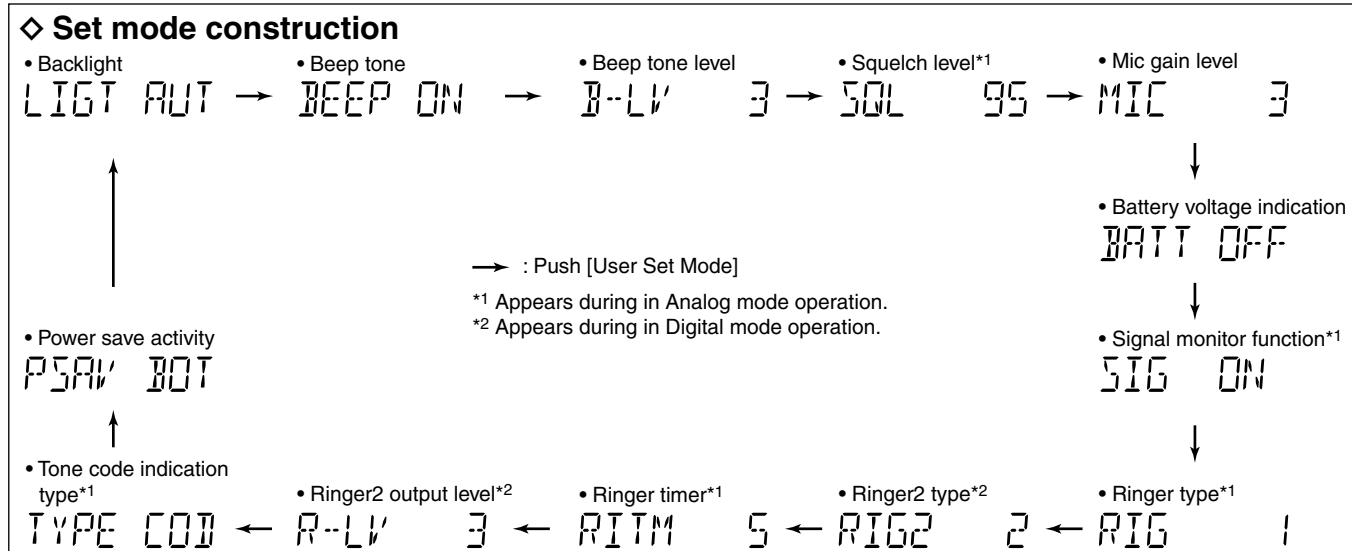 ◇ Set mode construction
• Backlight
LIGT AUT
• Beep tone
BEEP ON
• Beep tone level
B-LV 3
• Squelch level*1
SQL 95
• Mic gain level
MIC 3
• Battery voltage indication
BATT OFF
→ : Push [User Set Mode]
*1 Appears during in Analog mode operation.
*2 Appears during in Digital mode operation.
• Signal monitor function*1
SIG ON
• Ringer type*1
RIG 1
• Ringer2 type*2
RIG2 2
• Ringer timer*1
RITM 5
• Ringer2 output level*2
R-LV 3
• Tone code indication
type*1
TYPE COD
• Power save activity
PSAV BOT